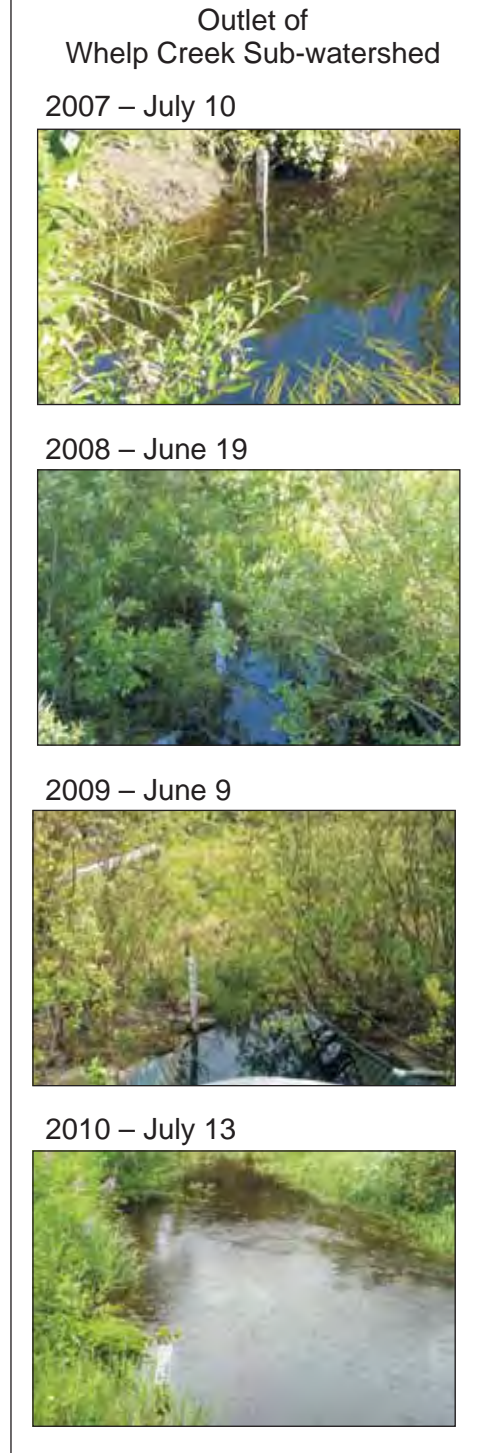 Outlet of
Whelp Creek Sub-watershed
2007 – July 10
2008 – June 19
2009 – June 9
2010 – July 13